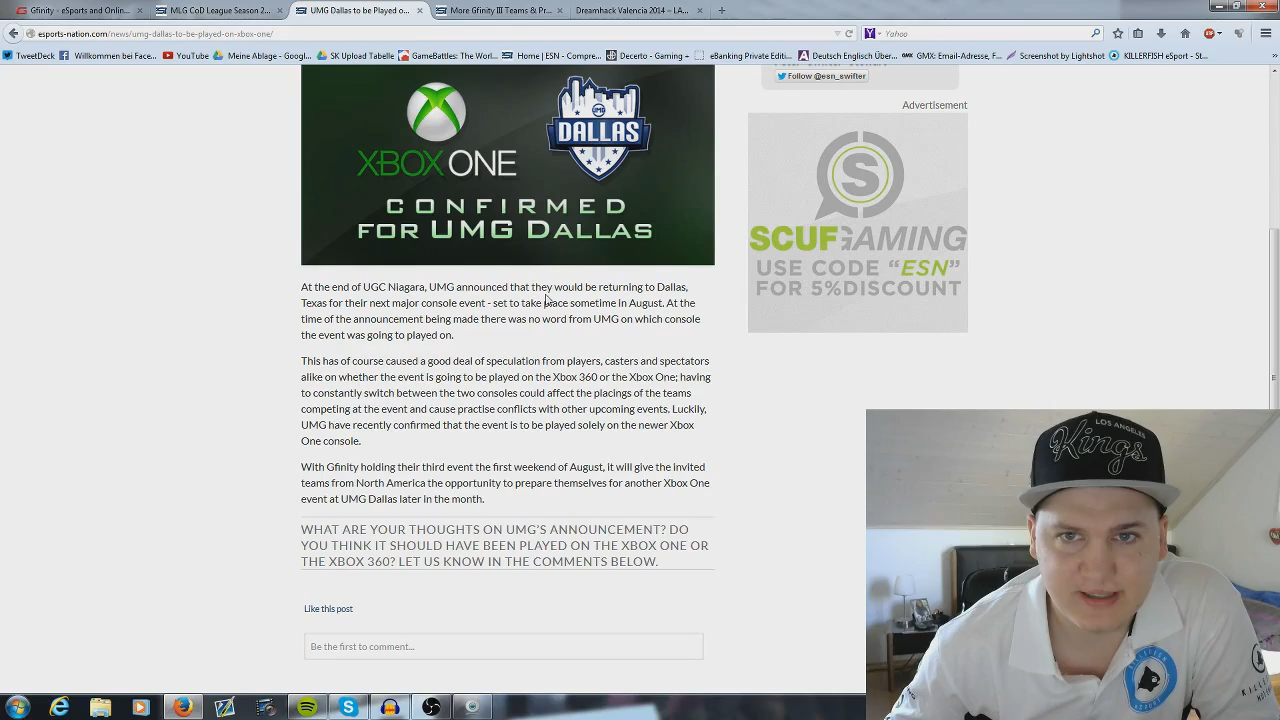 Gfinity - eSports and Onlin...
MLG CoD League Season 2...
UMG Dallas to be Played o...
More Gfinity III Teams & Pr...
Dreamhack Valencia 2014 – LA...
esports-nation.com/news/umg-dallas-to-be-played-on-xbox-one/
Yahoo
TweetDeck
Willkommen bei Faceb...
YouTube
Meine Ablage - Googl...
SK Upload Tabelle
GameBattles: The Worl...
Home | ESN - Compre...
Decerto - Gaming +
eBanking Private Editi...
Deutsch Englisch Über...
GMX: Email-Adresse, F...
Screenshot by Lightshot
KILLERFISH eSport - St...
Follow @esn_swifter
Advertisement
XBOX ONE
UMG
DALLAS
CONFIRMED
FOR UMG DALLAS
S
SCUFGAMING
USE CODE “ESN”
FOR 5%DISCOUNT
At the end of UGC Niagara, UMG announced that they would be returning to Dallas,
Texas for their next major console event - set to take place sometime in August. At the
time of the announcement being made there was no word from UMG on which console
the event was going to played on.
This has of course caused a good deal of speculation from players, casters and spectators
alike on whether the event is going to be played on the Xbox 360 or the Xbox One; having
to constantly switch between the two consoles could affect the placings of the teams
competing at the event and cause practise conflicts with other upcoming events. Luckily,
UMG have recently confirmed that the event is to be played solely on the newer Xbox
One console.
With Gfinity holding their third event the first weekend of August, it will give the invited
teams from North America the opportunity to prepare themselves for another Xbox One
event at UMG Dallas later in the month.
WHAT ARE YOUR THOUGHTS ON UMG'S ANNOUNCEMENT? DO
YOU THINK IT SHOULD HAVE BEEN PLAYED ON THE XBOX ONE OR
THE XBOX 360? LET US KNOW IN THE COMMENTS BELOW.
Like this post
Be the first to comment...
LOS ANGELES
Kings